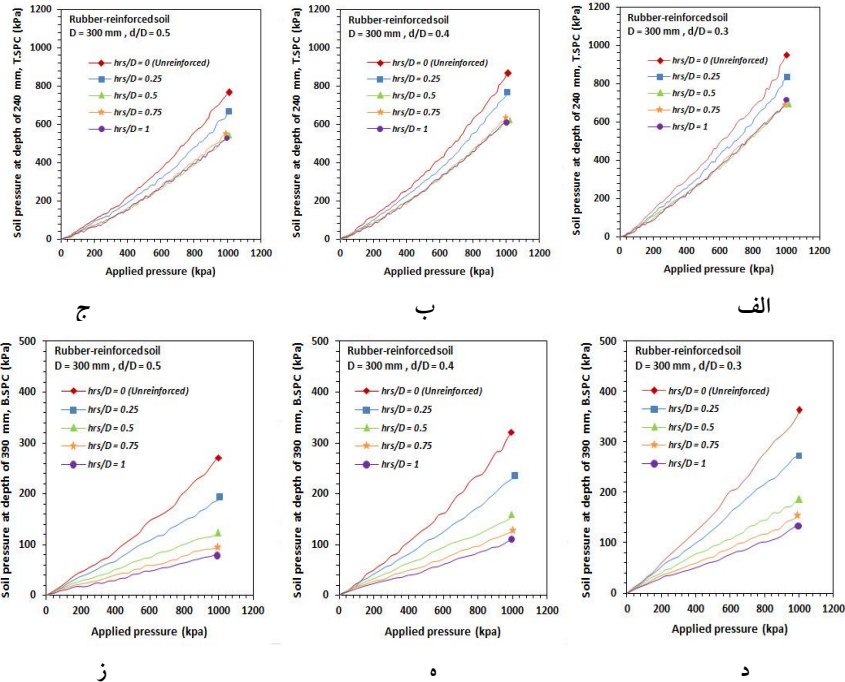 Rubber-reinforced soil
D = 300 mm , d/D = 0.5
hrs/D = 0 (Unreinforced)
hrs/D = 0.25
hrs/D = 0.5
hrs/D = 0.75
hrs/D = 1
Soil pressure at depth of 240 mm, T.SPC (kPa)
1200
1000
800
600
400
200
0
0 200 400 600 800 1000 1200
Applied pressure (kpa)
ج
Rubber-reinforced soil
D = 300 mm , d/D = 0.4
hrs/D = 0 (Unreinforced)
hrs/D = 0.25
hrs/D = 0.5
hrs/D = 0.75
hrs/D = 1
Soil pressure at depth of 240 mm, T.SPC (kPa)
1200
1000
800
600
400
200
0
0 200 400 600 800 1000 1200
Applied pressure (kpa)
ب
Rubber-reinforced soil
D = 300 mm , d/D = 0.3
hrs/D = 0 (Unreinforced)
hrs/D = 0.25
hrs/D = 0.5
hrs/D = 0.75
hrs/D = 1
Soil pressure at depth of 240 mm, T.SPC (kPa)
1200
1000
800
600
400
200
0
0 200 400 600 800 1000 1200
Applied pressure (kpa)
الف
Rubber-reinforced soil
D = 300 mm , d/D = 0.5
hrs/D = 0 (Unreinforced)
hrs/D = 0.25
hrs/D = 0.5
hrs/D = 0.75
hrs/D = 1
Soil pressure at depth of 390 mm, B.SPC (kPa)
500
400
300
200
100
0
0 200 400 600 800 1000 1200
Applied pressure (kpa)
ز
Rubber-reinforced soil
D = 300 mm , d/D = 0.4
hrs/D = 0 (Unreinforced)
hrs/D = 0.25
hrs/D = 0.5
hrs/D = 0.75
hrs/D = 1
Soil pressure at depth of 390 mm, B.SPC (kPa)
500
400
300
200
100
0
0 200 400 600 800 1000 1200
Applied pressure (kpa)
ه
Rubber-reinforced soil
D = 300 mm , d/D = 0.3
hrs/D = 0 (Unreinforced)
hrs/D = 0.25
hrs/D = 0.5
hrs/D = 0.75
hrs/D = 1
Soil pressure at depth of 390 mm, B.SPC (kPa)
500
400
300
200
100
0
0 200 400 600 800 1000 1200
Applied pressure (kpa)
د